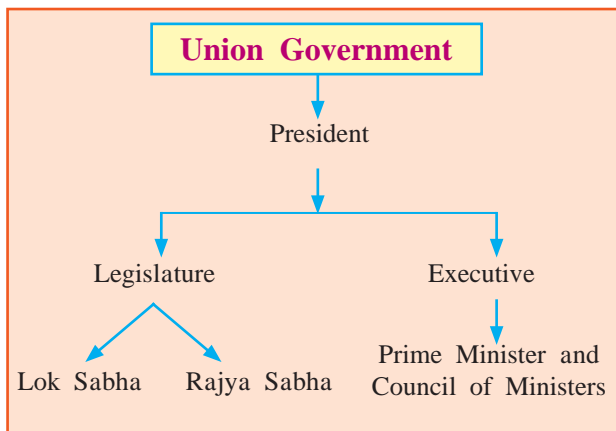 Union Government
President
Legislature
Executive
Lok Sabha
Rajya Sabha
Prime Minister and
Council of Ministers